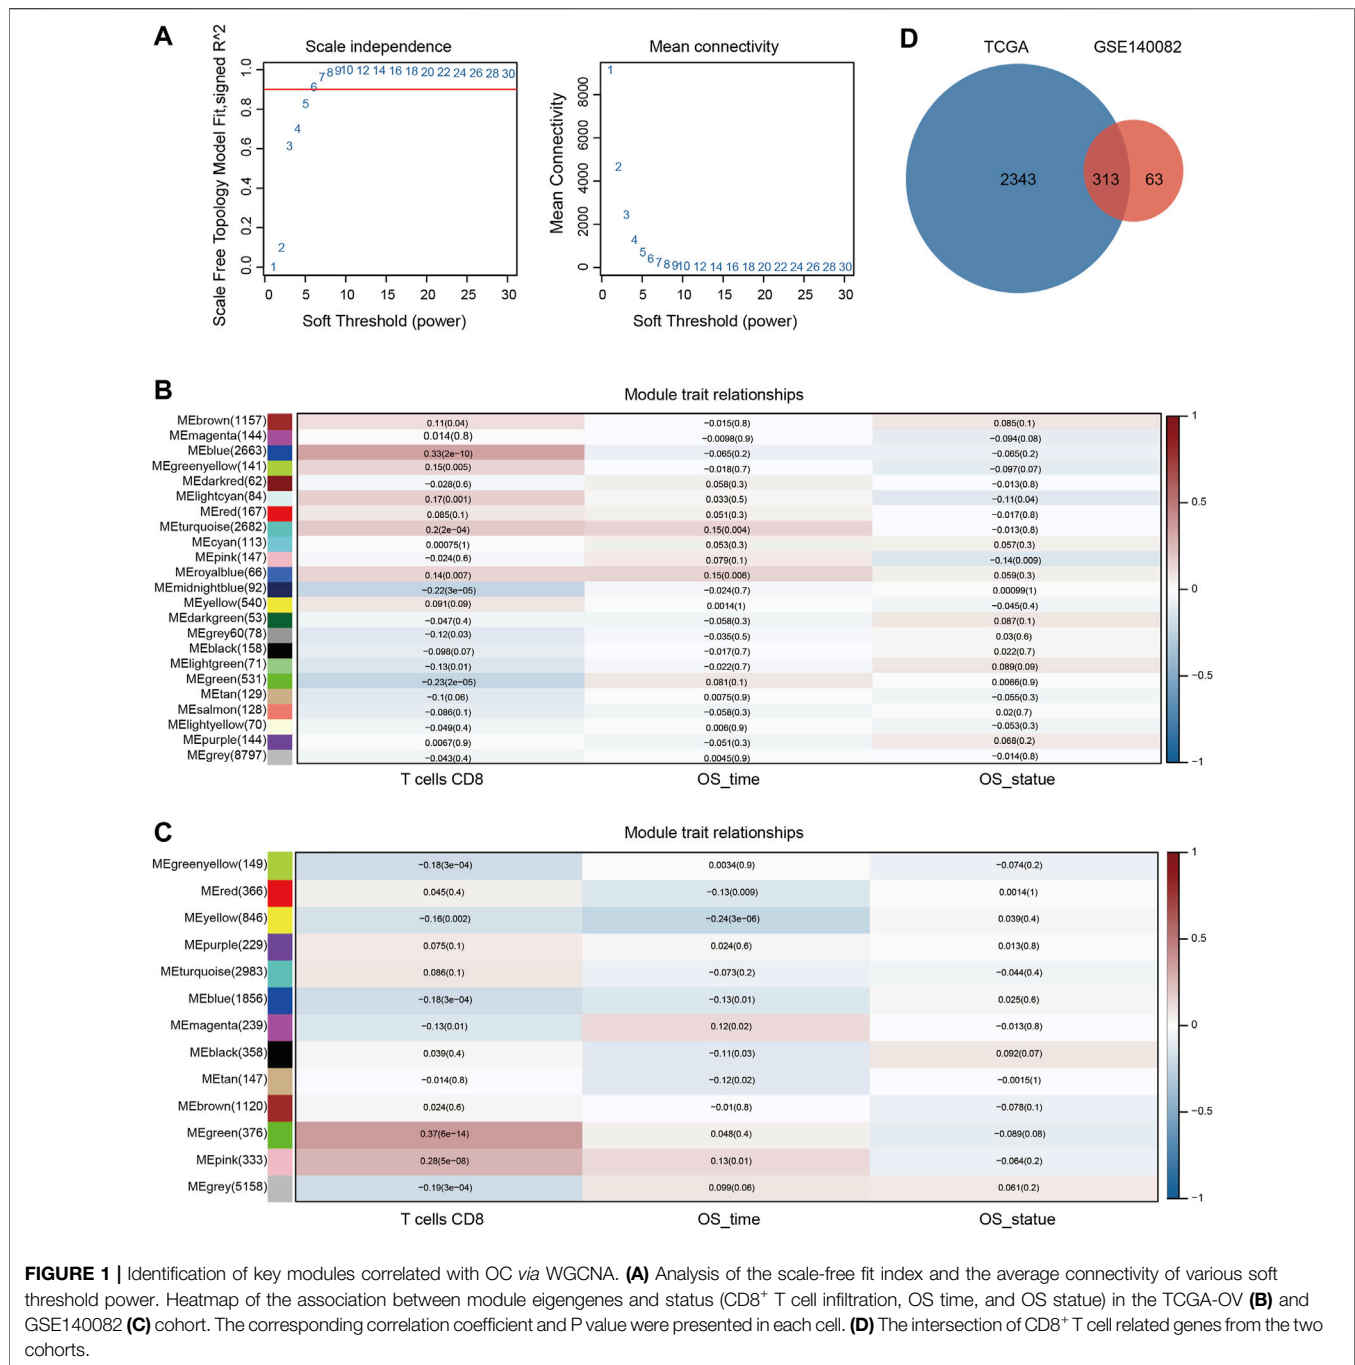 A
Scale independence
Scale Free Topology Model Fit,signed R^2
1.0
0.8
0.6
0.4
0.2
0.0
1
2
3
4
5
6
7 8 9 10 12 14 16 18 20 22 24 26 28 30
0 5 10 15 20 25 30
Soft Threshold (power)
Mean connectivity
Mean Connectivity
8000
6000
4000
2000
0
1
2
3
4
5 6 7 8 9 10 12 14 16 18 20 22 24 26 28 30
0 5 10 15 20 25 30
Soft Threshold (power)
D
TCGA GSE140082
2343 313 63
B
Module trait relationships
MEbrown(1157) 0.11(0.04) −0.015(0.8) 0.085(0.1)
MEmagenta(144) 0.014(0.8) −0.0098(0.9) −0.094(0.08)
MEblue(2663) 0.33(2e−10) −0.065(0.2) −0.065(0.2)
MEgreenyellow(141) 0.15(0.005) −0.018(0.7) −0.097(0.07)
MEdarkred(62) −0.028(0.6) 0.058(0.3) −0.013(0.8)
MElightcyan(84) 0.17(0.001) 0.033(0.5) −0.11(0.04)
MEred(167) 0.085(0.1) 0.051(0.3) −0.017(0.8)
MEturquoise(2682) 0.2(2e−04) 0.15(0.004) −0.013(0.8)
MEcyan(113) 0.00075(1) 0.053(0.3) 0.057(0.3)
MEpink(147) −0.024(0.6) 0.079(0.1) −0.14(0.009)
MEroyalblue(66) 0.14(0.007) 0.15(0.006) 0.059(0.3)
MEmidnightblue(92) −0.22(3e−05) −0.024(0.7) 0.00099(1)
MEyellow(540) 0.091(0.09) 0.0014(1) −0.045(0.4)
MEdarkgreen(53) −0.047(0.4) −0.058(0.3) 0.087(0.1)
MEgrey60(78) −0.12(0.03) −0.035(0.5) 0.03(0.6)
MEblack(158) −0.098(0.07) −0.017(0.7) 0.022(0.7)
MElightgreen(71) −0.13(0.01) −0.022(0.7) 0.089(0.09)
MEgreen(531) −0.23(2e−05) 0.081(0.1) 0.0066(0.9)
MEtan(129) −0.1(0.06) 0.0075(0.9) −0.055(0.3)
MEsalmon(128) −0.086(0.1) −0.058(0.3) 0.02(0.7)
MElightyellow(70) −0.049(0.4) 0.006(0.9) −0.053(0.3)
MEpurple(144) 0.0067(0.9) −0.051(0.3) 0.068(0.2)
MEgrey(8797) −0.043(0.4) 0.0045(0.9) −0.014(0.8)
T cells CD8 OS_time OS_statue
1
0.5
0
−0.5
−1
C
Module trait relationships
MEgreenyellow(149) −0.18(3e−04) 0.0034(0.9) −0.074(0.2)
MEred(366) 0.045(0.4) −0.13(0.009) 0.0014(1)
MEyellow(846) −0.16(0.002) −0.24(3e−06) 0.039(0.4)
MEpurple(229) 0.075(0.1) 0.024(0.6) 0.013(0.8)
MEturquoise(2983) 0.086(0.1) −0.073(0.2) −0.044(0.4)
MEblue(1856) −0.18(3e−04) −0.13(0.01) 0.025(0.6)
MEmagenta(239) −0.13(0.01) 0.12(0.02) −0.013(0.8)
MEblack(358) 0.039(0.4) −0.11(0.03) 0.092(0.07)
MEtan(147) −0.014(0.8) −0.12(0.02) −0.0015(1)
MEbrown(1120) 0.024(0.6) −0.01(0.8) −0.078(0.1)
MEgreen(376) 0.37(6e−14) 0.048(0.4) −0.089(0.08)
MEpink(333) 0.28(5e−08) 0.13(0.01) −0.064(0.2)
MEgrey(5158) −0.19(3e−04) 0.099(0.06) 0.061(0.2)
T cells CD8 OS_time OS_statue
1
0.5
0
−0.5
−1
FIGURE 1 | Identification of key modules correlated with OC via WGCNA. (A) Analysis of the scale-free fit index and the average connectivity of various soft
threshold power. Heatmap of the association between module eigengenes and status (CD8⁺ T cell infiltration, OS time, and OS statue) in the TCGA-OV (B) and
GSE140082 (C) cohort. The corresponding correlation coefficient and P value were presented in each cell. (D) The intersection of CD8⁺ T cell related genes from the two
cohorts.